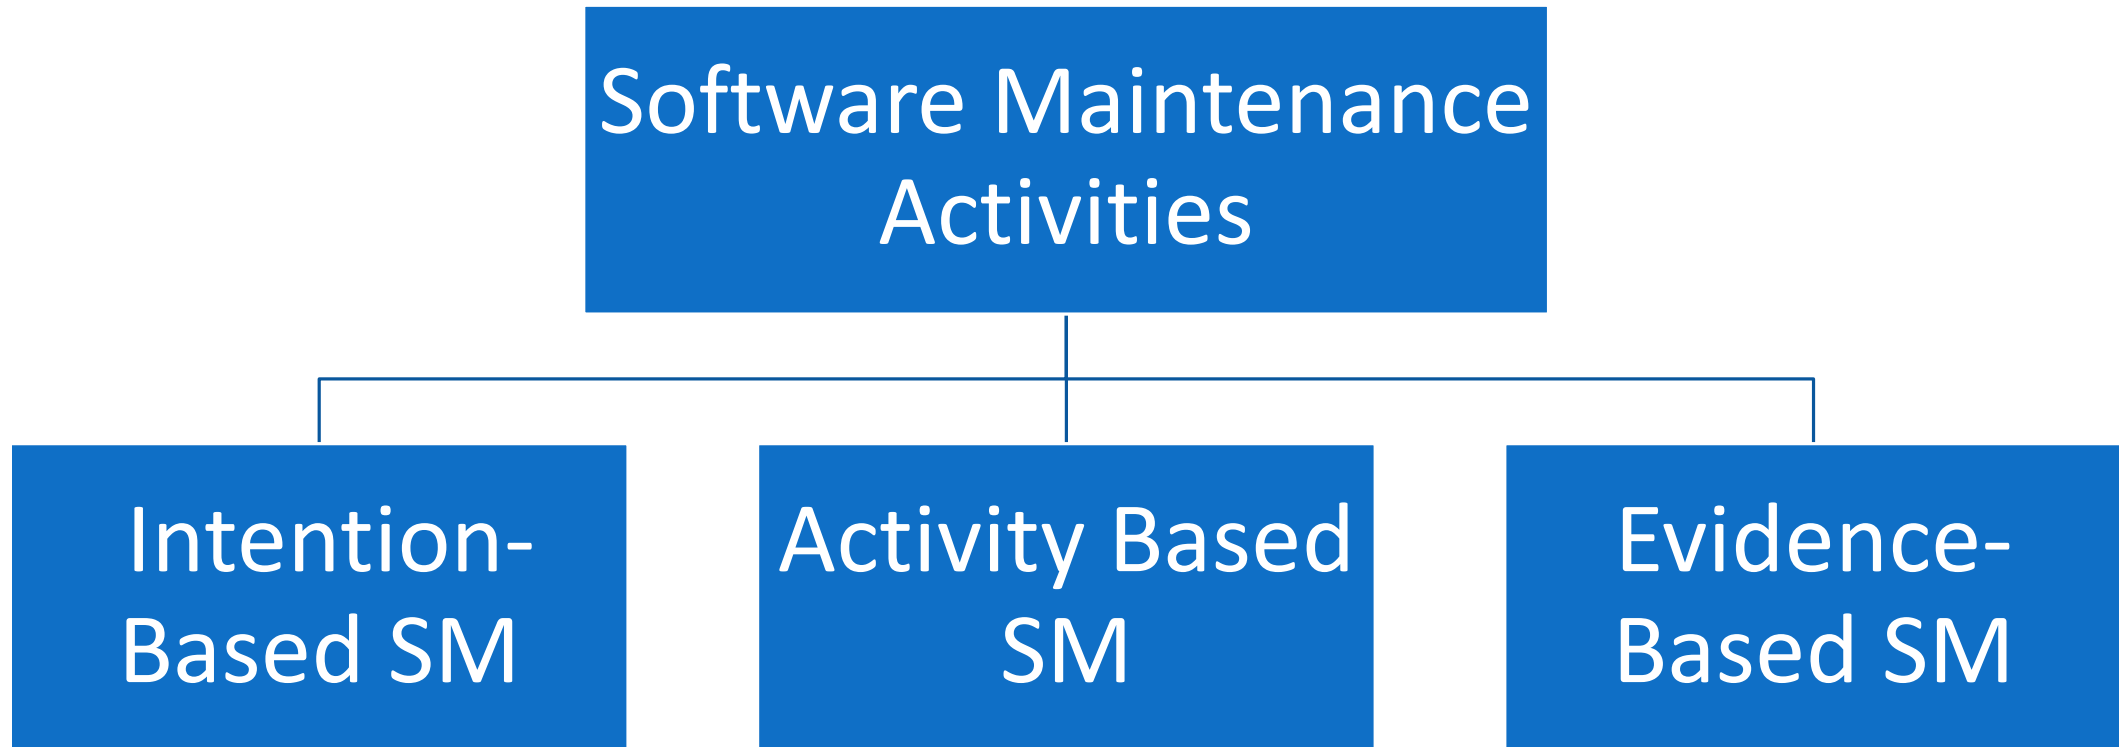 Software Maintenance
Activities
Intention-
Based SM
Activity Based
SM
Evidence-
Based SM